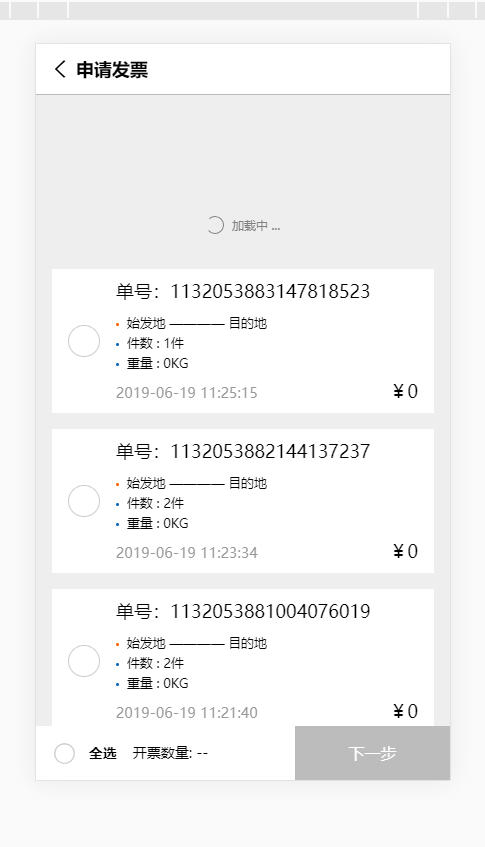 申请发票
加载中 ...
单号：1132053883147818523
始发地 ———— 目的地
件数 : 1件
重量 : 0KG
2019-06-19 11:25:15 ¥ 0
单号：1132053882144137237
始发地 ———— 目的地
件数 : 2件
重量 : 0KG
2019-06-19 11:23:34 ¥ 0
单号：1132053881004076019
始发地 ———— 目的地
件数 : 2件
重量 : 0KG
2019-06-19 11:21:40 ¥ 0
全选 开票数量: -- 下一步